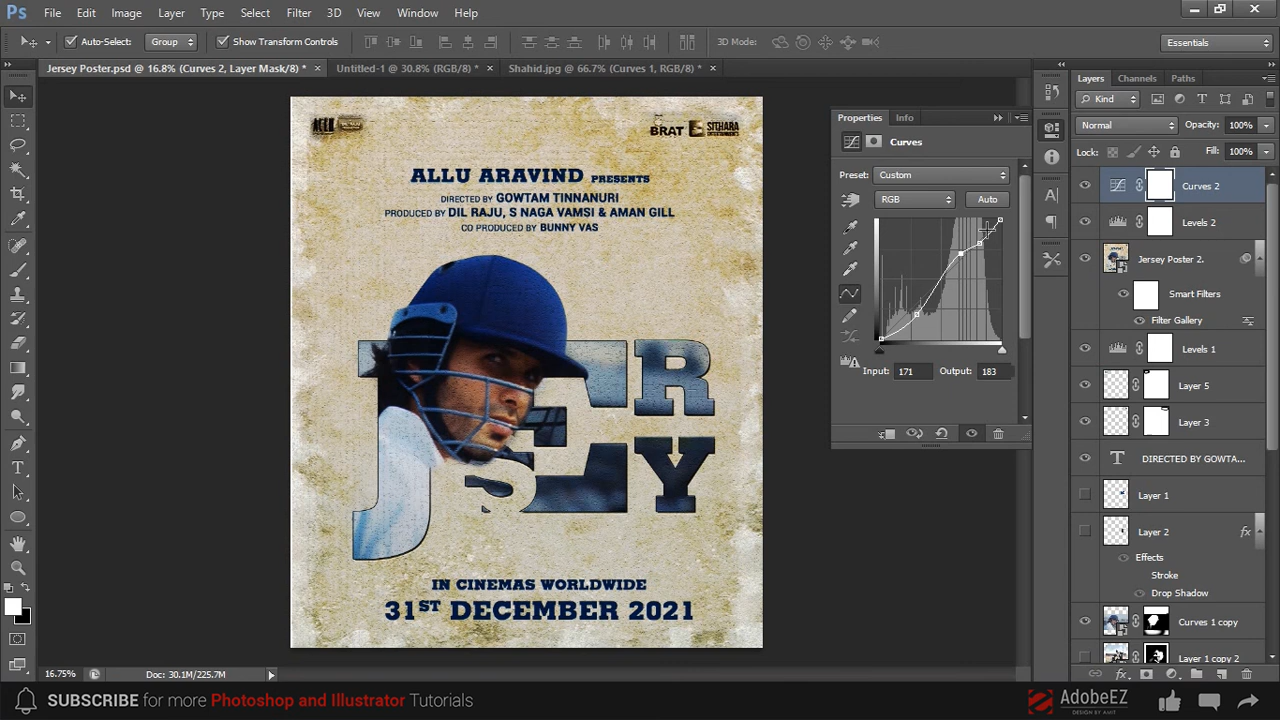 Ps File Edit Image Layer Type Select Filter 3D View Window Help
Auto-Select: Group Show Transform Controls 3D Mode: Essentials
Jersey Poster.psd @ 16.8% (Curves 2, Layer Mask/8) * × Untitled-1 @ 30.8% (RGB/8) * × Shahid.jpg @ 66.7% (Curves 1, RGB/8) * ×
BRAT
SITHARA
ALLU ARAVIND PRESENTS
DIRECTED BY GOWTAM TINNANURI
PRODUCED BY DIL RAJU, S NAGA VAMSI & AMAN GILL
CO PRODUCED BY BUNNY VAS
JERSEY
IN CINEMAS WORLDWIDE
31ST DECEMBER 2021
Properties Info
Curves
Preset: Custom
RGB Auto
Input: 171 Output: 183
Layers Channels Paths
Kind
Normal Opacity: 100%
Lock: Fill: 100%
Curves 2
Levels 2
Jersey Poster 2.
Smart Filters
Filter Gallery
Levels 1
Layer 5
Layer 3
T DIRECTED BY GOWTA...
Layer 1
Layer 2 fx
Effects
Stroke
Drop Shadow
Curves 1 copy
Layer 1 copy 2
16.75% Doc: 30.1M/225.7M
SUBSCRIBE for more Photoshop and Illustrator Tutorials
AdobeEZ
DESIGN BY AMIT